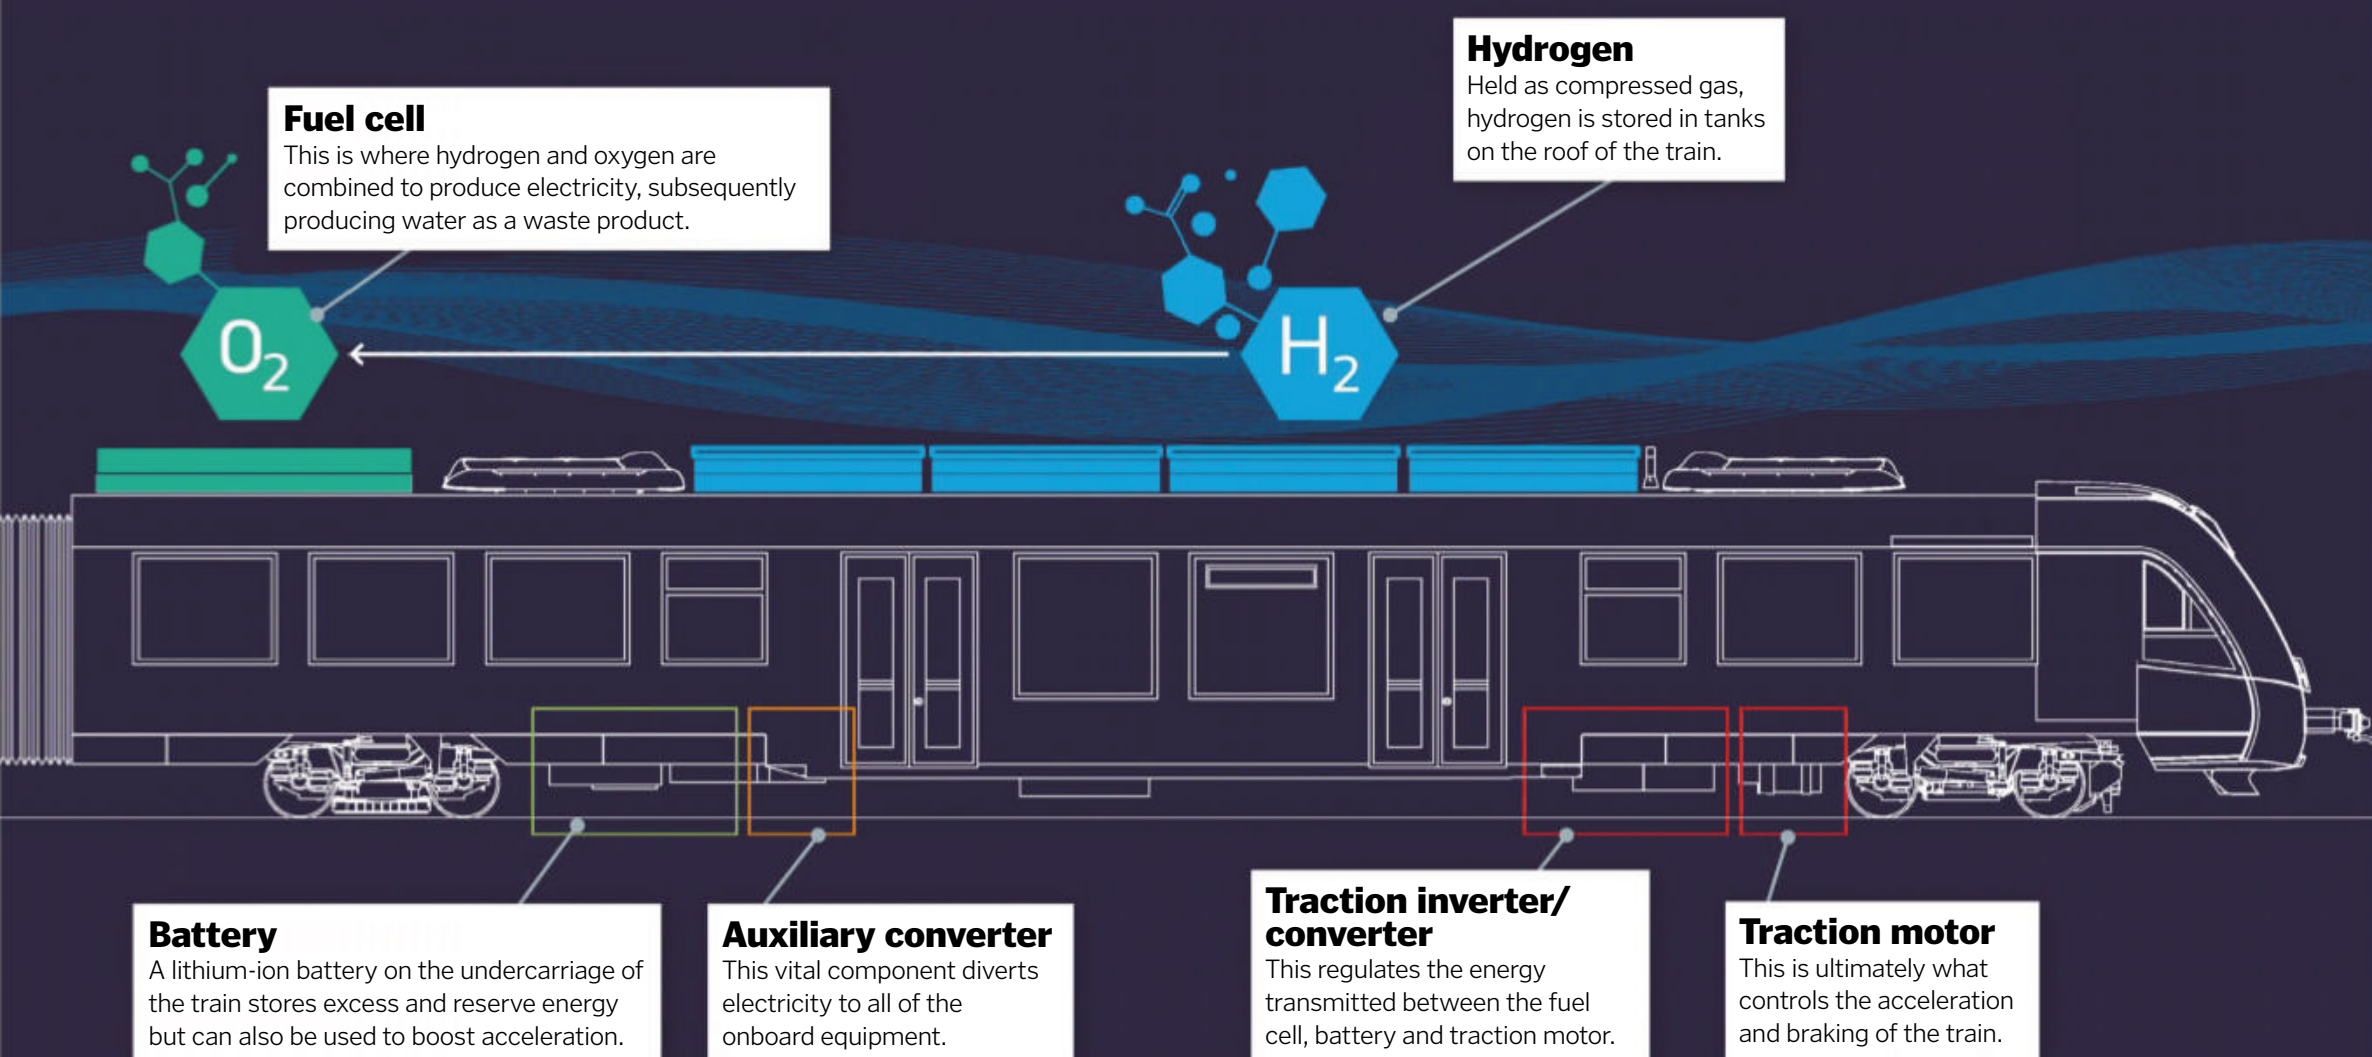 Hydrogen
Held as compressed gas,
hydrogen is stored in tanks
on the roof of the train.
Fuel cell
This is where hydrogen and oxygen are
combined to produce electricity, subsequently
producing water as a waste product.
O₂
H₂
Battery
A lithium-ion battery on the undercarriage of
the train stores excess and reserve energy
but can also be used to boost acceleration.
Auxiliary converter
This vital component diverts
electricity to all of the
onboard equipment.
Traction inverter/
converter
This regulates the energy
transmitted between the fuel
cell, battery and traction motor.
Traction motor
This is ultimately what
controls the acceleration
and braking of the train.